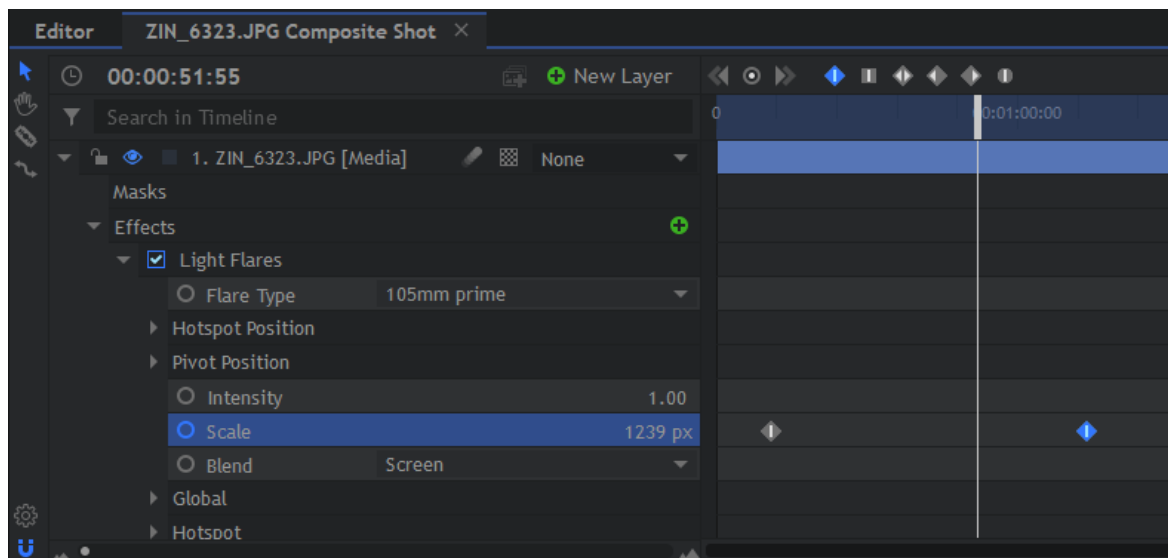 Editor ZIN_6323.JPG Composite Shot
00:00:51:55 New Layer
Search in Timeline 0 0:01:00:00
1. ZIN_6323.JPG [Media] None
Masks
Effects
Light Flares
Flare Type 105mm prime
Hotspot Position
Pivot Position
Intensity 1.00
Scale 1239 px
Blend Screen
Global
Hotspot